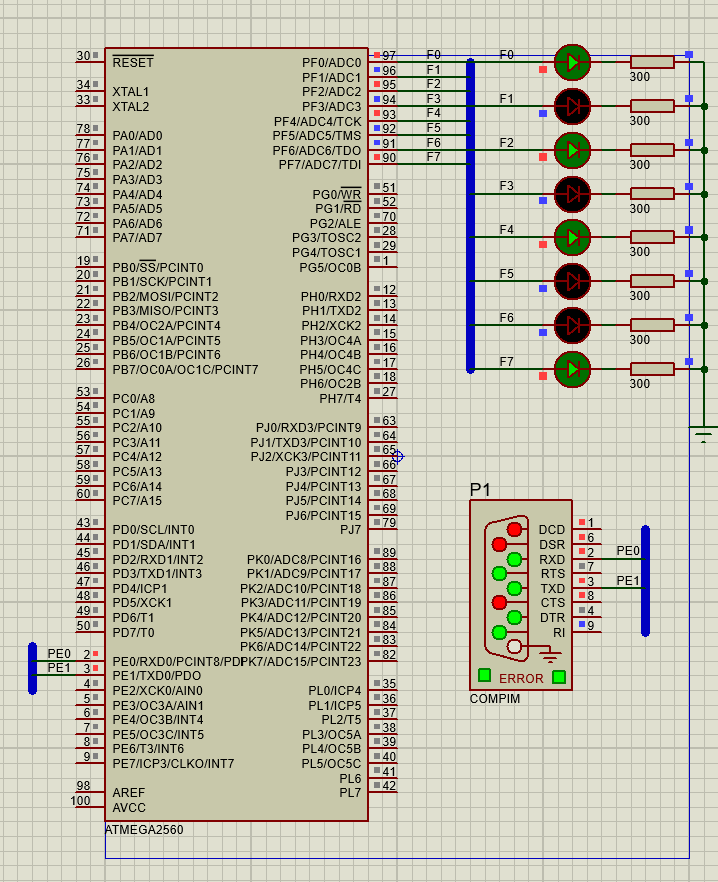 30 RESET PF0/ADC0 97 F0 F0
PF1/ADC1 96 F1 300
34 XTAL1 PF2/ADC2 95 F2
33 XTAL2 PF3/ADC3 94 F3 F1
PF4/ADC4/TCK 93 F4 300
78 PA0/AD0 PF5/ADC5/TMS 92 F5
77 PA1/AD1 PF6/ADC6/TDO 91 F6 F2
76 PA2/AD2 PF7/ADC7/TDI 90 F7 300
75 PA3/AD3
74 PA4/AD4 PG0/WR 51 F3
73 PA5/AD5 PG1/RD 52 300
72 PA6/AD6 PG2/ALE 70
71 PA7/AD7 PG3/TOSC2 28 F4
PG4/TOSC1 29 300
19 PB0/SS/PCINT0 PG5/OC0B 1
20 PB1/SCK/PCINT1 F5
21 PB2/MOSI/PCINT2 PH0/RXD2 12 300
22 PB3/MISO/PCINT3 PH1/TXD2 13
23 PB4/OC2A/PCINT4 PH2/XCK2 14 F6
24 PB5/OC1A/PCINT5 PH3/OC4A 15 300
25 PB6/OC1B/PCINT6 PH4/OC4B 16
26 PB7/OC0A/OC1C/PCINT7 PH5/OC4C 17 F7
PH6/OC2B 18 300
53 PC0/A8 PH7/T4 27
54 PC1/A9
55 PC2/A10 PJ0/RXD3/PCINT9 63
56 PC3/A11 PJ1/TXD3/PCINT10 64
57 PC4/A12 PJ2/XCK3/PCINT11 65
58 PC5/A13 PJ3/PCINT12 66
59 PC6/A14 PJ4/PCINT13 67
60 PC7/A15 PJ5/PCINT14 68
PJ6/PCINT15 69
43 PD0/SCL/INT0 PJ7 79
44 PD1/SDA/INT1
45 PD2/RXD1/INT2 PK0/ADC8/PCINT16 89
46 PD3/TXD1/INT3 PK1/ADC9/PCINT17 88
47 PD4/ICP1 PK2/ADC10/PCINT18 87
48 PD5/XCK1 PK3/ADC11/PCINT19 86
49 PD6/T1 PK4/ADC12/PCINT20 85
50 PD7/T0 PK5/ADC13/PCINT21 84
PK6/ADC14/PCINT22 83
PE0 2 PE0/RXD0/PCINT8/PDI PK7/ADC15/PCINT23 82
PE1 3 PE1/TXD0/PDO
4 PE2/XCK0/AIN0 PL0/ICP4 35
5 PE3/OC3A/AIN1 PL1/ICP5 36
6 PE4/OC3B/INT4 PL2/T5 37
7 PE5/OC3C/INT5 PL3/OC5A 38
8 PE6/T3/INT6 PL4/OC5B 39
9 PE7/ICP3/CLKO/INT7 PL5/OC5C 40
PL6 41
98 AREF PL7 42
100 AVCC
ATMEGA2560
P1
DCD 1
DSR 6
RXD 2 PE0
RTS 7
TXD 3 PE1
CTS 8
DTR 4
RI 9
ERROR
COMPIM